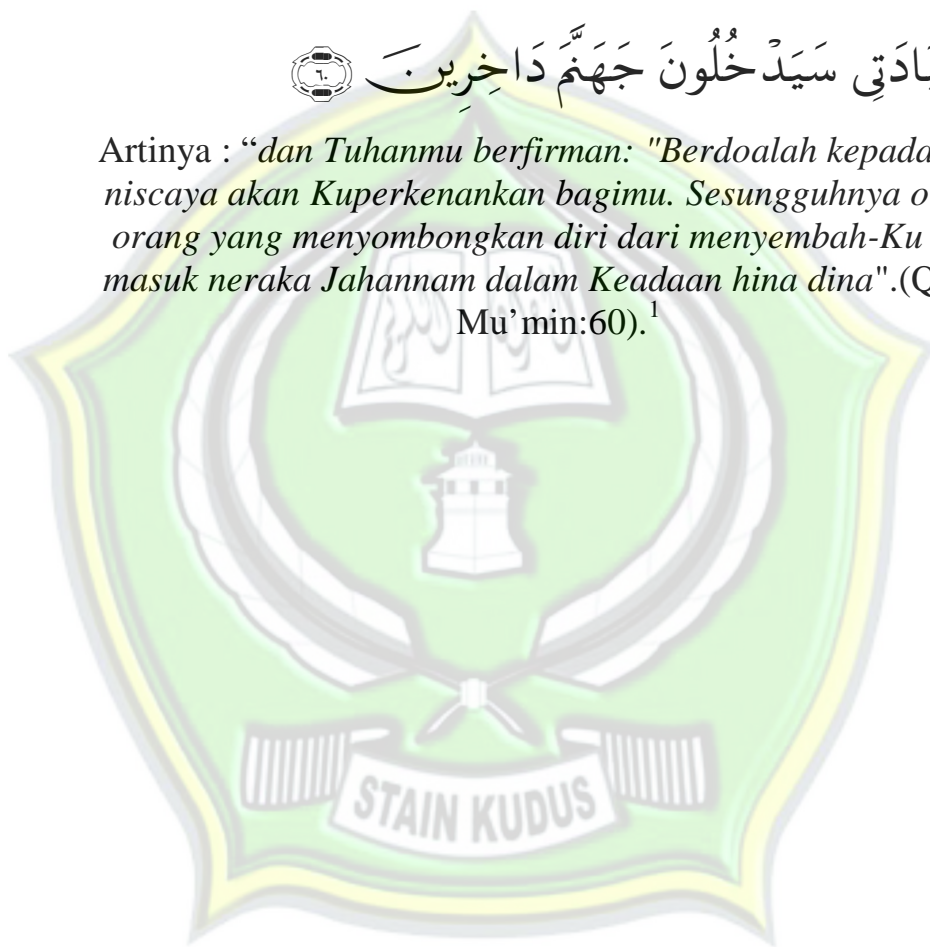 ادَتِى سَيَدْخُلُونَ جَهَنَّمَ دَاخِرِينَ ٦٠
Artinya : “dan Tuhanmu berfirman: "Berdoalah kepada
niscaya akan Kuperkenankan bagimu. Sesungguhnya o
orang yang menyombongkan diri dari menyembah-Ku
masuk neraka Jahannam dalam Keadaan hina dina".(Q
Mu’min:60).1
STAIN KUDUS